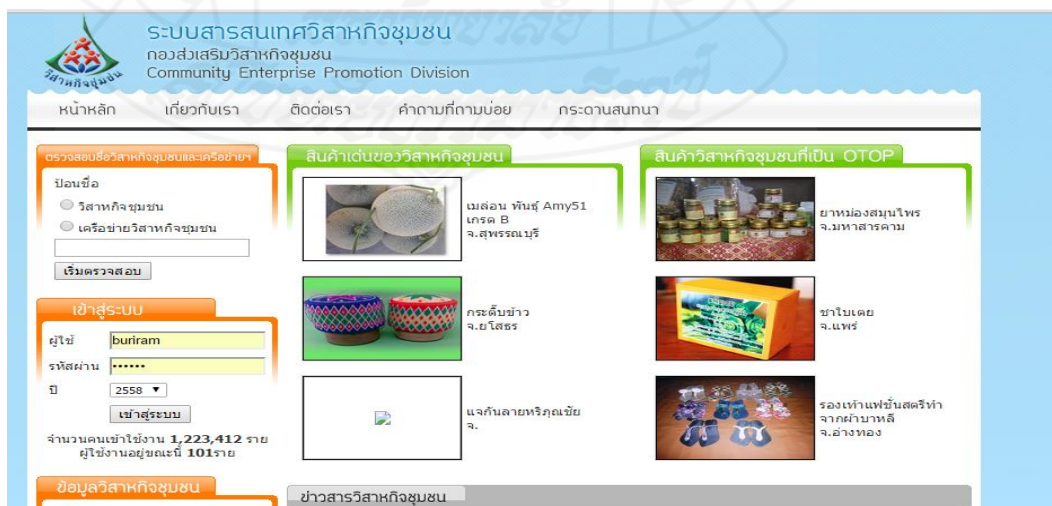 ระบบสารสนเทศวิสาหกิจชุมชน
กองส่งเสริมวิสาหกิจชุมชน
Community Enterprise Promotion Division
วิสาหกิจชุมชน
หน้าหลัก เกี่ยวกับเรา ติดต่อเรา คำถามที่ถามบ่อย กระดานสนทนา
ตรวจสอบชื่อวิสาหกิจชุมชนและเครือข่ายฯ
ป้อนชื่อ
วิสาหกิจชุมชน
เครือข่ายวิสาหกิจชุมชน
เริ่มตรวจสอบ
เข้าสู่ระบบ
ผู้ใช้ buriram
รหัสผ่าน ••••••
ปี 2558
เข้าสู่ระบบ
จำนวนคนเข้าใช้งาน 1,223,412 ราย
ผู้ใช้งานอยู่ขณะนี้ 101ราย
ข้อมูลวิสาหกิจชุมชน
สินค้าเด่นของวิสาหกิจชุมชน
เมล่อน พันธุ์ Amy51
เกรด B
จ.สุพรรณบุรี
กระติ๊บข้าว
จ.ยโสธร
แจกันลายหริภุณชัย
จ.
สินค้าวิสาหกิจชุมชนที่เป็น OTOP
ยาหม่องสมุนไพร
จ.มหาสารคาม
ชาใบเตย
จ.แพร่
รองเท้าแฟชั่นสตรีทำ
จากผ้าบาหลี
จ.อ่างทอง
ข่าวสารวิสาหกิจชุมชน